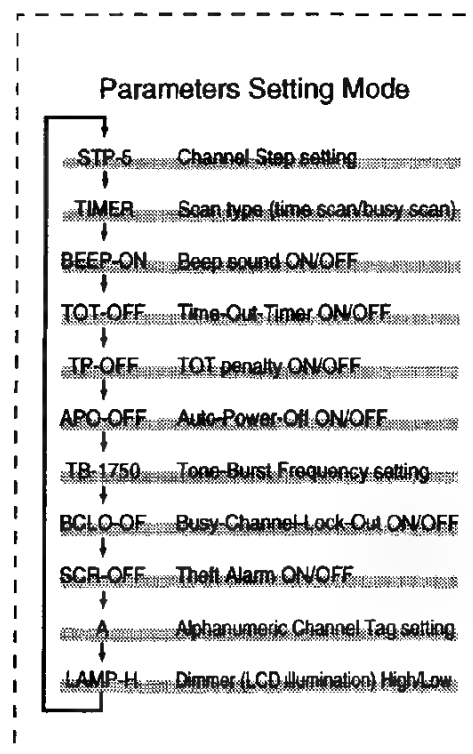 Parameters Setting Mode
STP-5 Channel Step setting
TIMER Scan type (time scan/busy scan)
BEEP-ON Beep sound ON/OFF
TOT-OFF Time-Out-Timer ON/OFF
TP-OFF TOT penalty ON/OFF
APO-OFF Auto-Power-Off ON/OFF
TB-1750 Tone-Burst Frequency setting
BCLO-OF Busy-Channel-Lock-Out ON/OFF
SCR-OFF Theft Alarm ON/OFF
A Alphanumeric Channel Tag setting
LAMP-H Dimmer (LCD illumination) High/Low